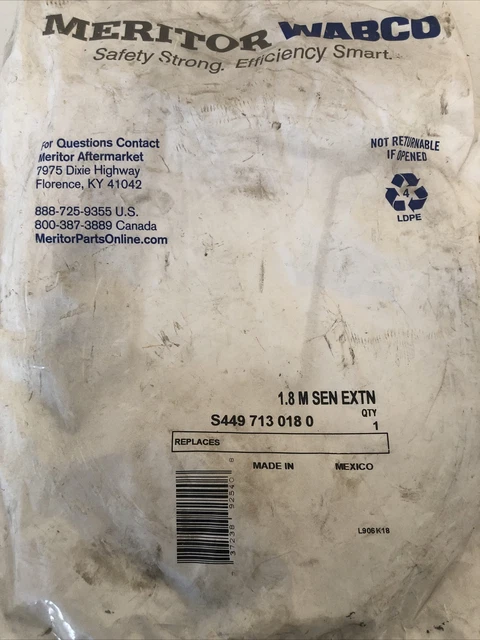 MERITOR WABCO
Safety Strong. Efficiency Smart.
For Questions Contact
Meritor Aftermarket
7975 Dixie Highway
Florence, KY 41042
888-725-9355 U.S.
800-387-3889 Canada
MeritorPartsOnline.com
NOT RETURNABLE
IF OPENED
4
LDPE
1.8 M SEN EXTN
QTY
S449 713 018 0 1
REPLACES
MADE IN MEXICO
L906K18